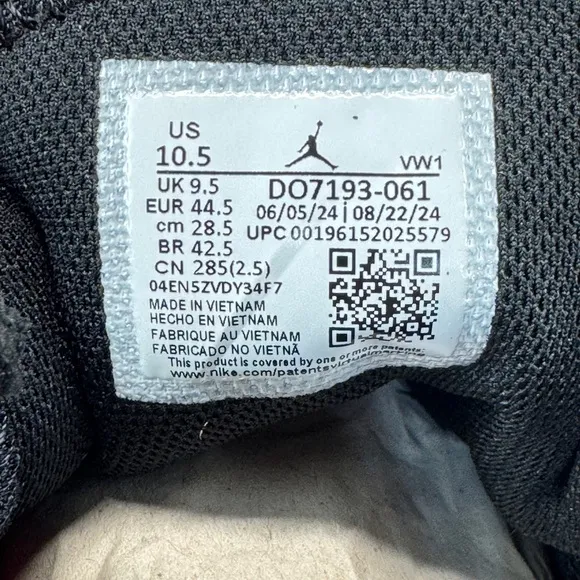 US
10.5
VW1
UK 9.5
DO7193-061
EUR 44.5
06/05/24 | 08/22/24
cm 28.5
UPC 00196152025579
BR 42.5
CN 285(2.5)
04EN5ZVDY34F7
MADE IN VIETNAM
HECHO EN VIETNAM
FABRIQUE AU VIETNAM
FABRICADO NO VIETNÃ
This product is covered by one or more patents:
www.nike.com/patentsvirtual